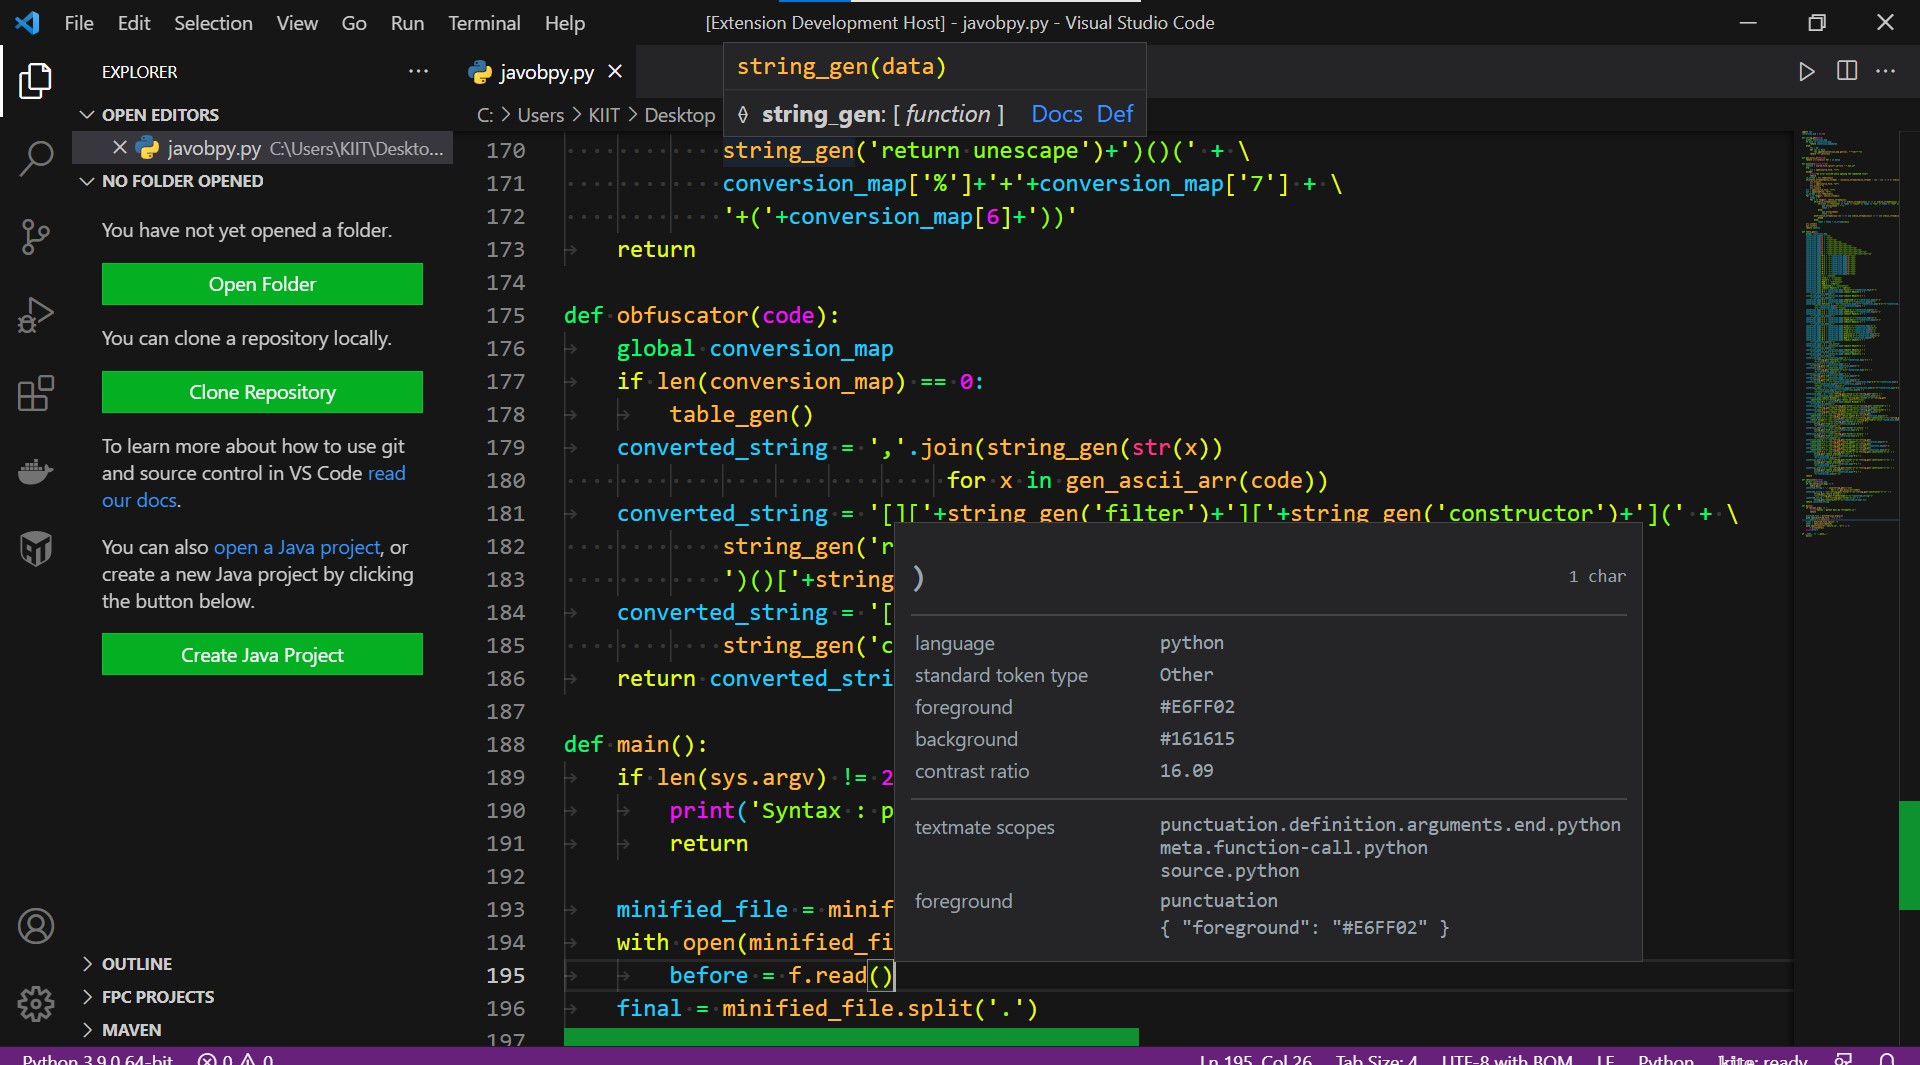 File Edit Selection View Go Run Terminal Help [Extension Development Host] - javobpy.py - Visual Studio Code
EXPLORER
OPEN EDITORS
javobpy.py C:\Users\KIIT\Deskto...
NO FOLDER OPENED
You have not yet opened a folder.
Open Folder
You can clone a repository locally.
Clone Repository
To learn more about how to use git
and source control in VS Code read
our docs.
You can also open a Java project, or
create a new Java project by clicking
the button below.
Create Java Project
OUTLINE
FPC PROJECTS
MAVEN
javobpy.py
C: > Users > KIIT > Desktop
string_gen(data)
string_gen: [ function ] Docs Def
170 string_gen('return unescape')+')()(' + \
171 conversion_map['%']+'+'+conversion_map['7'] + \
172 '+('+conversion_map[6]+'))'
173 return
174
175 def obfuscator(code):
176 global conversion_map
177 if len(conversion_map) == 0:
178 table_gen()
179 converted_string = ','.join(string_gen(str(x))
180 for x in gen_ascii_arr(code))
181 converted_string = '[]['+string_gen('filter')+']['+string_gen('constructor')+'](' + \
182 string_gen('r
183 ')()['+string
184 converted_string = '[
185 string_gen('c
186 return converted_stri
187
188 def main():
189 if len(sys.argv) != 2
190 print('Syntax : p
191 return
192
193 minified_file = minif
194 with open(minified_fi
195 before = f.read()
196 final = minified_file.split('.')
197
) 1 char
language python
standard token type Other
foreground #E6FF02
background #161615
contrast ratio 16.09
textmate scopes punctuation.definition.arguments.end.python
meta.function-call.python
source.python
foreground punctuation
{ "foreground": "#E6FF02" }
Python 3.9.0 64-bit 0 0 Ln 195, Col 26 Tab Size: 4 UTF-8 with BOM LF Python kite: ready